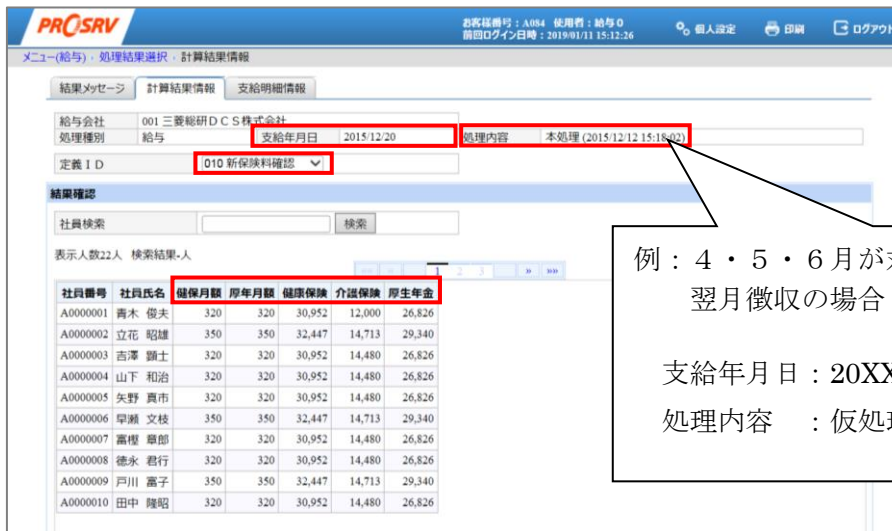 PROSRV
お客様番号：A084 使用者：給与0
前回ログイン日時：2019/01/11 15:12:26
個人設定
印刷
ログアウト
メニュー(給与) › 処理結果選択 › 計算結果情報
結果メッセージ
計算結果情報
支給明細情報
給与会社 001 三菱総研ＤＣＳ株式会社
処理種別 給与 支給年月日 2015/12/20 処理内容 本処理 (2015/12/12 15:18:02)
定義ＩＤ 010 新保険料確認
結果確認
社員検索 検索
表示人数22人 検索結果-人
1 2 3 » »»
社員番号 社員氏名 健保月額 厚年月額 健康保険 介護保険 厚生年金
A0000001 青木 俊夫 320 320 30,952 12,000 26,826
A0000002 立花 昭雄 350 350 32,447 14,713 29,340
A0000003 吉澤 顕士 320 320 30,952 14,480 26,826
A0000004 山下 和治 320 320 30,952 14,480 26,826
A0000005 矢野 真市 320 320 30,952 14,480 26,826
A0000006 早瀬 文枝 350 350 32,447 14,713 29,340
A0000007 富樫 章郎 320 320 30,952 14,480 26,826
A0000008 徳永 君行 320 320 30,952 14,480 26,826
A0000009 戸川 富子 350 350 32,447 14,713 29,340
A0000010 田中 隆昭 320 320 30,952 14,480 26,826
例：４・５・６月が
翌月徴収の場合
支給年月日：20XX
処理内容 ：仮処理